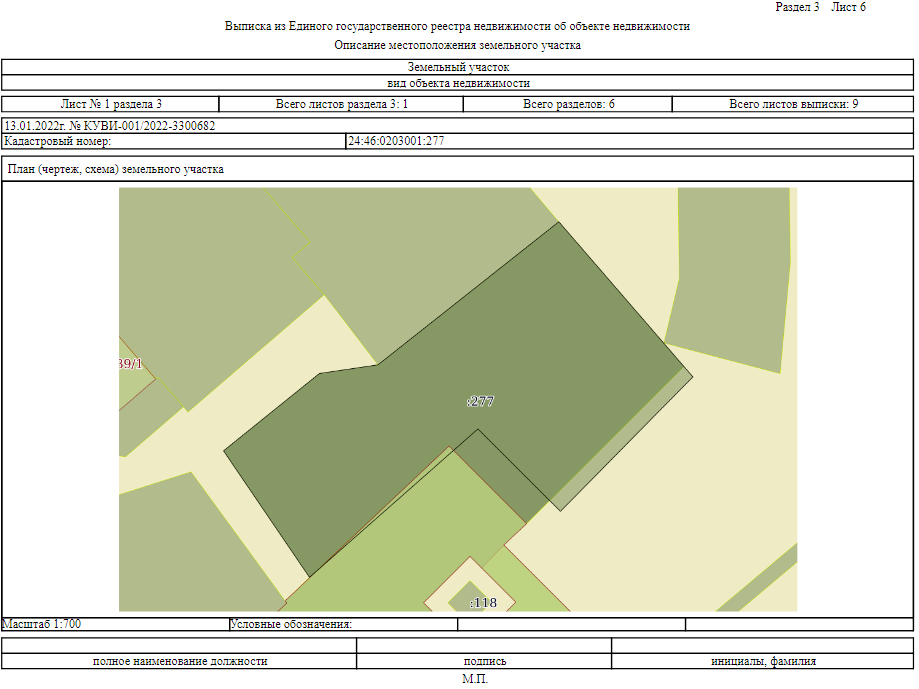 Раздел 3 Лист 6
Выписка из Единого государственного реестра недвижимости об объекте недвижимости
Описание местоположения земельного участка
Земельный участок
вид объекта недвижимости
Лист № 1 раздела 3 Всего листов раздела 3: 1 Всего разделов: 6 Всего листов выписки: 9
13.01.2022г. № КУВИ-001/2022-3300682
Кадастровый номер: 24:46:0203001:277
План (чертеж, схема) земельного участка
39/1
:277
:118
Масштаб 1:700 Условные обозначения:
полное наименование должности подпись инициалы, фамилия
М.П.